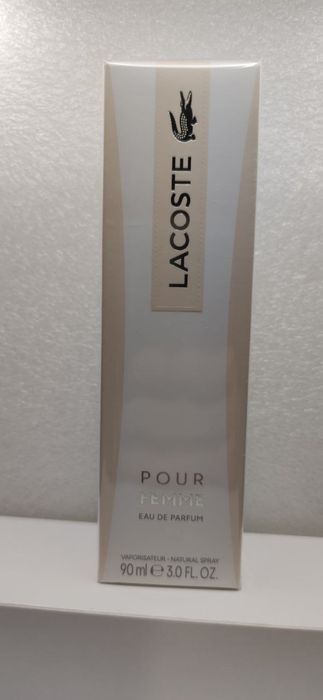 LACOSTE
POUR
FEMME
EAU DE PARFUM
VAPORISATEUR - NATURAL SPRAY
90 ml ℮ 3.0 FL. OZ.